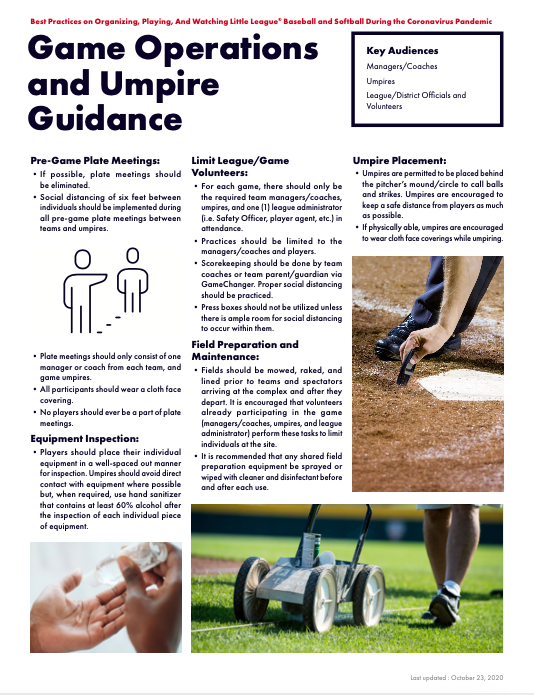 Best Practices on Organizing, Playing, And Watching Little League® Baseball and Softball During the Coronavirus Pandemic
Game Operations
and Umpire
Guidance
Key Audiences
Managers/Coaches
Umpires
League/District Officials and
Volunteers
Pre-Game Plate Meetings:
• If possible, plate meetings should
be eliminated.
• Social distancing of six feet between
individuals should be implemented during
all pre-game plate meetings between
teams and umpires.
• Plate meetings should only consist of one
manager or coach from each team, and
game umpires.
• All participants should wear a cloth face
covering.
• No players should ever be a part of plate
meetings.
Equipment Inspection:
• Players should place their individual
equipment in a well-spaced out manner
for inspection. Umpires should avoid direct
contact with equipment where possible
but, when required, use hand sanitizer
that contains at least 60% alcohol after
the inspection of each individual piece
of equipment.
Limit League/Game
Volunteers:
• For each game, there should only be
the required team managers/coaches,
umpires, and one (1) league administrator
(i.e. Safety Officer, player agent, etc.) in
attendance.
• Practices should be limited to the
managers/coaches and players.
• Scorekeeping should be done by team
coaches or team parent/guardian via
GameChanger. Proper social distancing
should be practiced.
• Press boxes should not be utilized unless
there is ample room for social distancing
to occur within them.
Field Preparation and
Maintenance:
• Fields should be mowed, raked, and
lined prior to teams and spectators
arriving at the complex and after they
depart. It is encouraged that volunteers
already participating in the game
(managers/coaches, umpires, and league
administrator) perform these tasks to limit
individuals at the site.
• It is recommended that any shared field
preparation equipment be sprayed or
wiped with cleaner and disinfectant before
and after each use.
Umpire Placement:
• Umpires are permitted to be placed behind
the pitcher's mound/circle to call balls
and strikes. Umpires are encouraged to
keep a safe distance from players as much
as possible.
• If physically able, umpires are encouraged
to wear cloth face coverings while umpiring.
Last updated : October 23, 2020